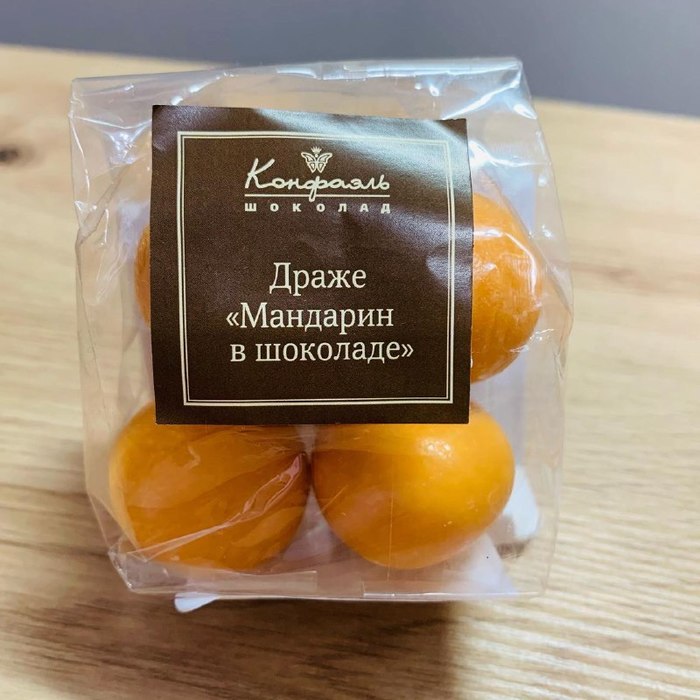 Конфаэль
ШОКОЛАД
Драже
«Мандарин
в шоколаде»